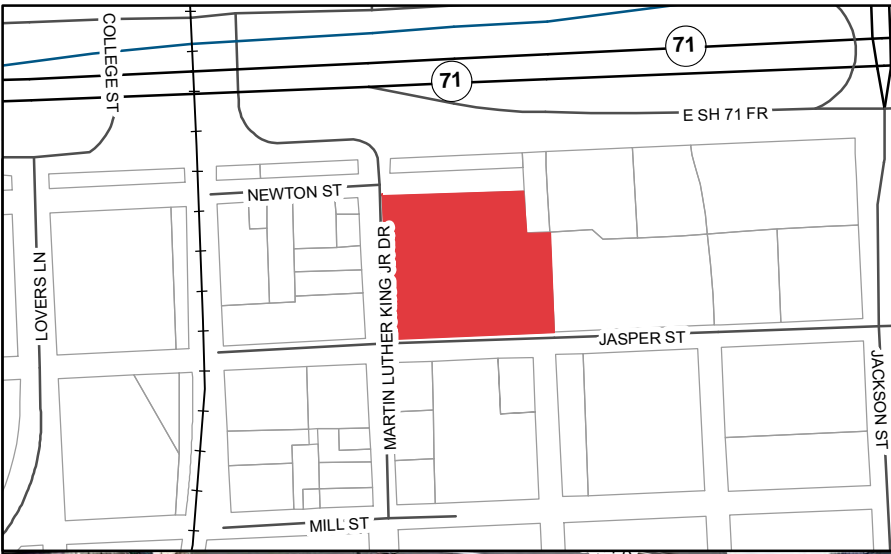 COLLEGE ST
71
71
E SH 71 FR
NEWTON ST
LOVERS LN
MARTIN LUTHER KING JR DR
JASPER ST
JACKSON ST
MILL ST